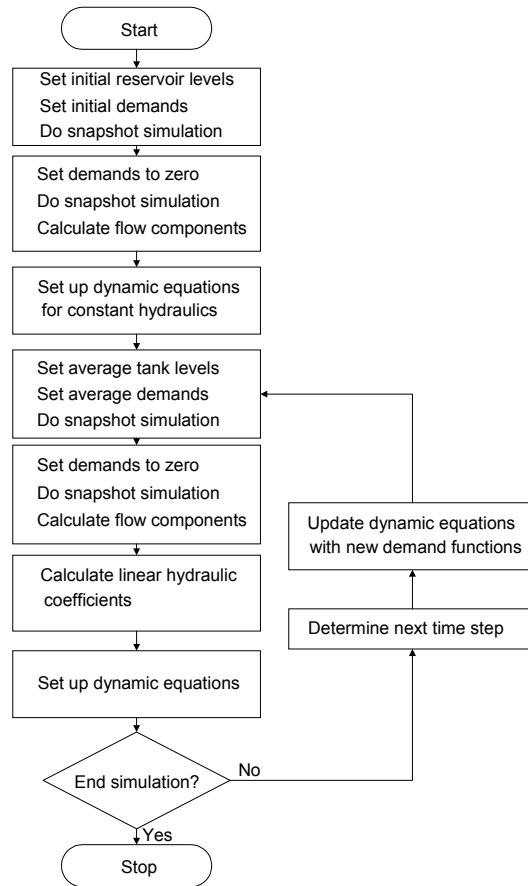 Start
Set initial reservoir levels
Set initial demands
Do snapshot simulation
Set demands to zero
Do snapshot simulation
Calculate flow components
Set up dynamic equations
for constant hydraulics
Set average tank levels
Set average demands
Do snapshot simulation
Set demands to zero
Do snapshot simulation
Calculate flow components
Calculate linear hydraulic
coefficients
Set up dynamic equations
End simulation?
No
Yes
Stop
Determine next time step
Update dynamic equations
with new demand functions